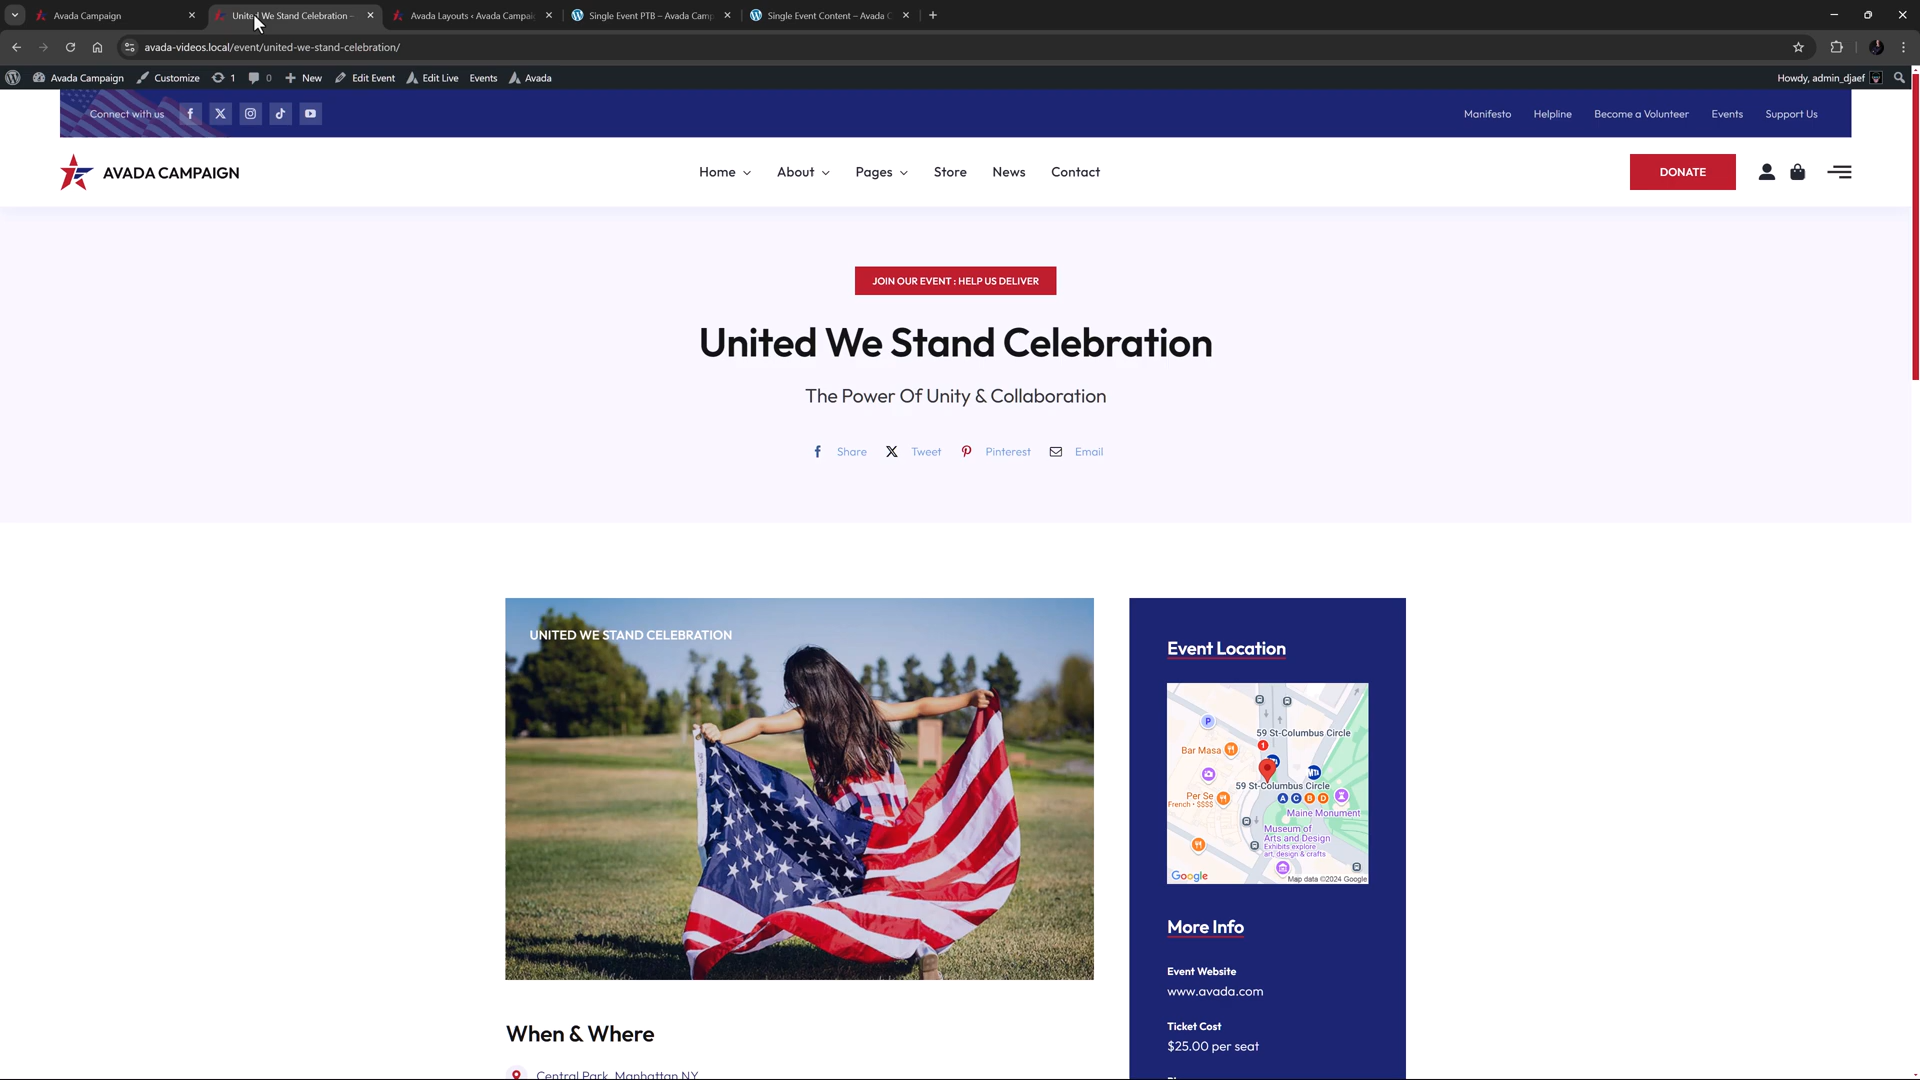 Avada Campaign
United We Stand Celebration -
Avada Layouts ‹ Avada Campai
Single Event PTB – Avada Camp
Single Event Content – Avada C
avada-videos.local/event/united-we-stand-celebration/
Avada Campaign
Customize
1
0
New
Edit Event
Edit Live
Events
Avada
Howdy, admin_djaef
Connect with us
Manifesto
Helpline
Become a Volunteer
Events
Support Us
AVADA CAMPAIGN
Home
About
Pages
Store
News
Contact
DONATE
JOIN OUR EVENT : HELP US DELIVER
United We Stand Celebration
The Power Of Unity & Collaboration
Share
Tweet
Pinterest
Email
UNITED WE STAND CELEBRATION
Event Location
P
59 St-Columbus Circle
1
Bar Masa
MTA
59 St-Columbus Circle
Per Se
French • $$$$
A C B D
Maine Monument
Museum of
Arts and Design
Exhibits explore
art, design & crafts
Google
Map data ©2024 Google
More Info
Event Website
www.avada.com
Ticket Cost
$25.00 per seat
When & Where
Central Park, Manhattan NY